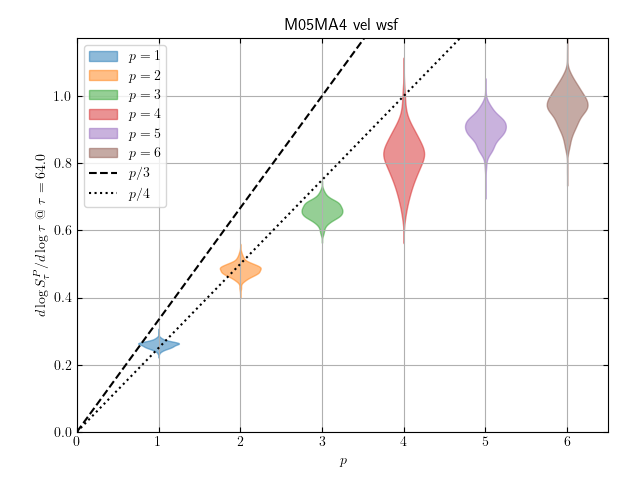 M05MA4 vel wsf
p = 1
p = 2
p = 3
p = 4
p = 5
p = 6
p/3
p/4
d log S_τ^P / d log τ @ τ = 64.0
1.0
0.8
0.6
0.4
0.2
0.0
0 1 2 3 4 5 6
p